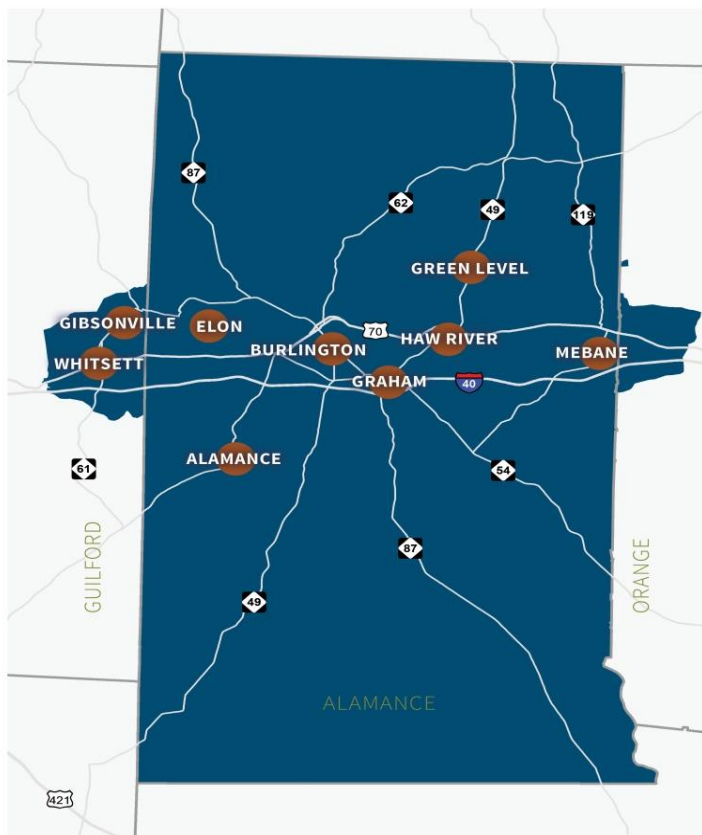 87
62
49
119
GREEN LEVEL
GIBSONVILLE
ELON
70
BURLINGTON
HAW RIVER
MEBANE
WHITSETT
GRAHAM
40
ALAMANCE
61
54
GUILFORD
87
ORANGE
49
ALAMANCE
421